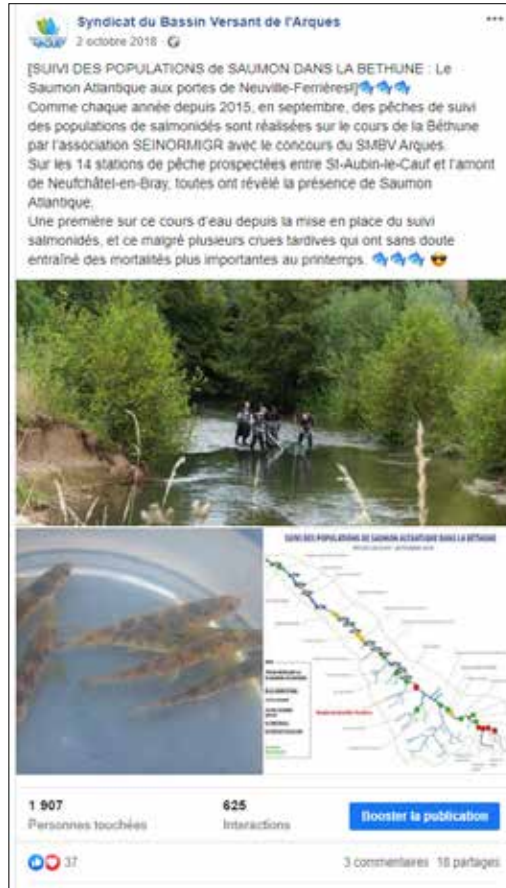 Syndicat du Bassin Versant de l'Arques
2 octobre 2018 ·
[SUIVI DES POPULATIONS de SAUMON DANS LA BETHUNE : Le
Saumon Atlantique aux portes de Neuville-Ferrières!]
Comme chaque année depuis 2015, en septembre, des pêches de suivi
des populations de salmonidés sont réalisées sur le cours de la Béthune
par l'association SEINORMIGR avec le concours du SMBV Arques.
Sur les 14 stations de pêche prospectées entre St-Aubin-le-Cauf et l'amont
de Neufchâtel-en-Bray, toutes ont révélé la présence de Saumon
Atlantique.
Une première sur ce cours d'eau depuis la mise en place du suivi
salmonidés, et ce malgré plusieurs crues tardives qui ont sans doute
entraîné des mortalités plus importantes au printemps.
SUIVI DES POPULATIONS DE SAUMON ATLANTIQUE DANS LA BÉTHUNE
1 907
Personnes touchées
625
Interactions
Booster la publication
37
3 commentaires 18 partages